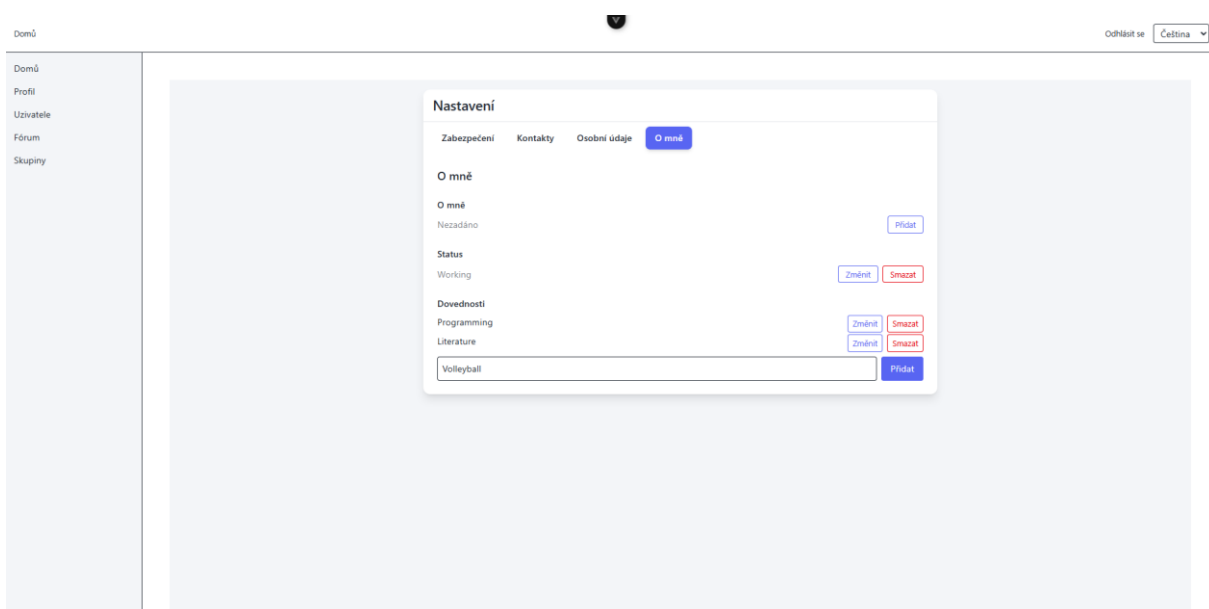 Domů
Odhlásit se Čeština
Domů
Profil
Uzivatele
Fórum
Skupiny
Nastavení
Zabezpečení Kontakty Osobní údaje O mně
O mně
O mně
Nezadáno Přidat
Status
Working Změnit Smazat
Dovednosti
Programming Změnit Smazat
Literature Změnit Smazat
Volleyball Přidat